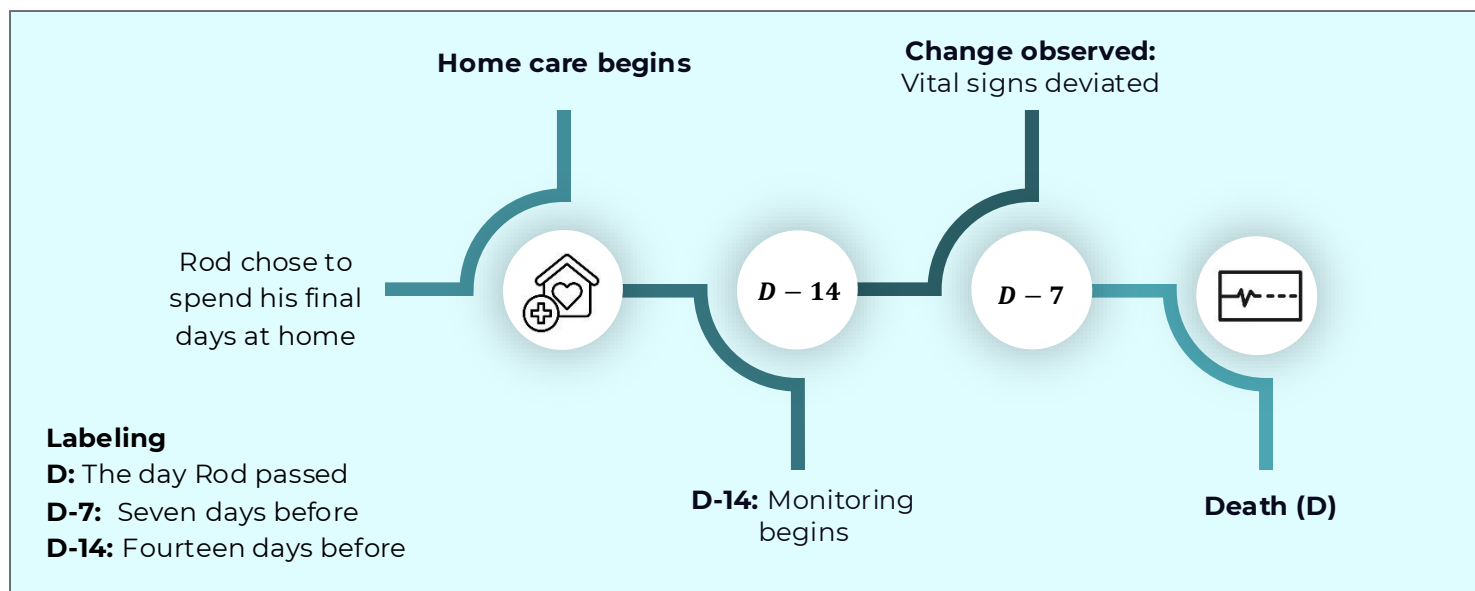 Home care begins
Change observed:
Vital signs deviated
Rod chose to
spend his final
days at home
D – 14
D – 7
Labeling
D: The day Rod passed
D-7: Seven days before
D-14: Fourteen days before
D-14: Monitoring
begins
Death (D)